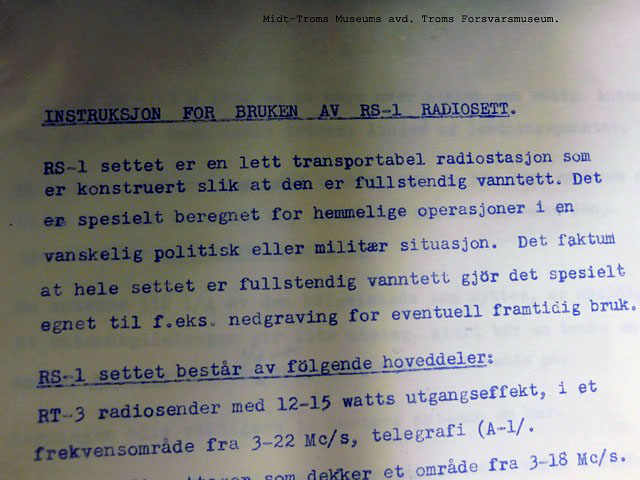 Midt-Troms Museums avd. Troms Forsvarsmuseum.
INSTRUKSJON FOR BRUKEN AV RS-1 RADIOSETT.
RS-1 settet er en lett transportabel radiostasjon som
er konstruert slik at den er fullstendig vanntett. Det
er spesielt beregnet for hemmelige operasjoner i en
vanskelig politisk eller militær situasjon. Det faktum
at hele settet er fullstendig vanntett gjör det spesielt
egnet til f.eks. nedgraving for eventuell framtidig bruk.
RS-1 settet består av fölgende hoveddeler:
RT-3 radiosender med 12-15 watts utgangseffekt, i et
frekvensområde fra 3-22 Mc/s, telegrafi (A-1/.
som dekker et område fra 3-18 Mc/s.